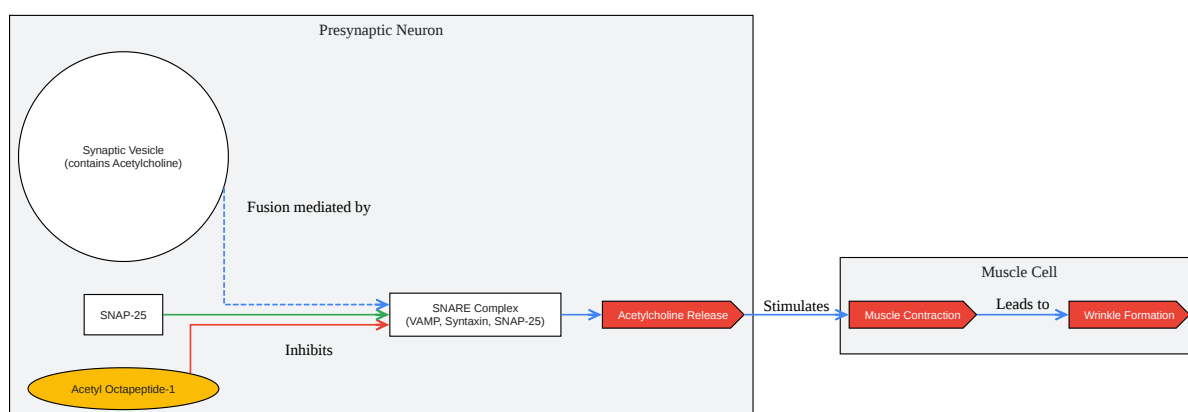 Presynaptic Neuron
Synaptic Vesicle
(contains Acetylcholine)
Fusion mediated by
Muscle Cell
SNAP-25
SNARE Complex
(VAMP, Syntaxin, SNAP-25)
Acetylcholine Release
Stimulates
Muscle Contraction
Leads to
Wrinkle Formation
Inhibits
Acetyl Octapeptide-1